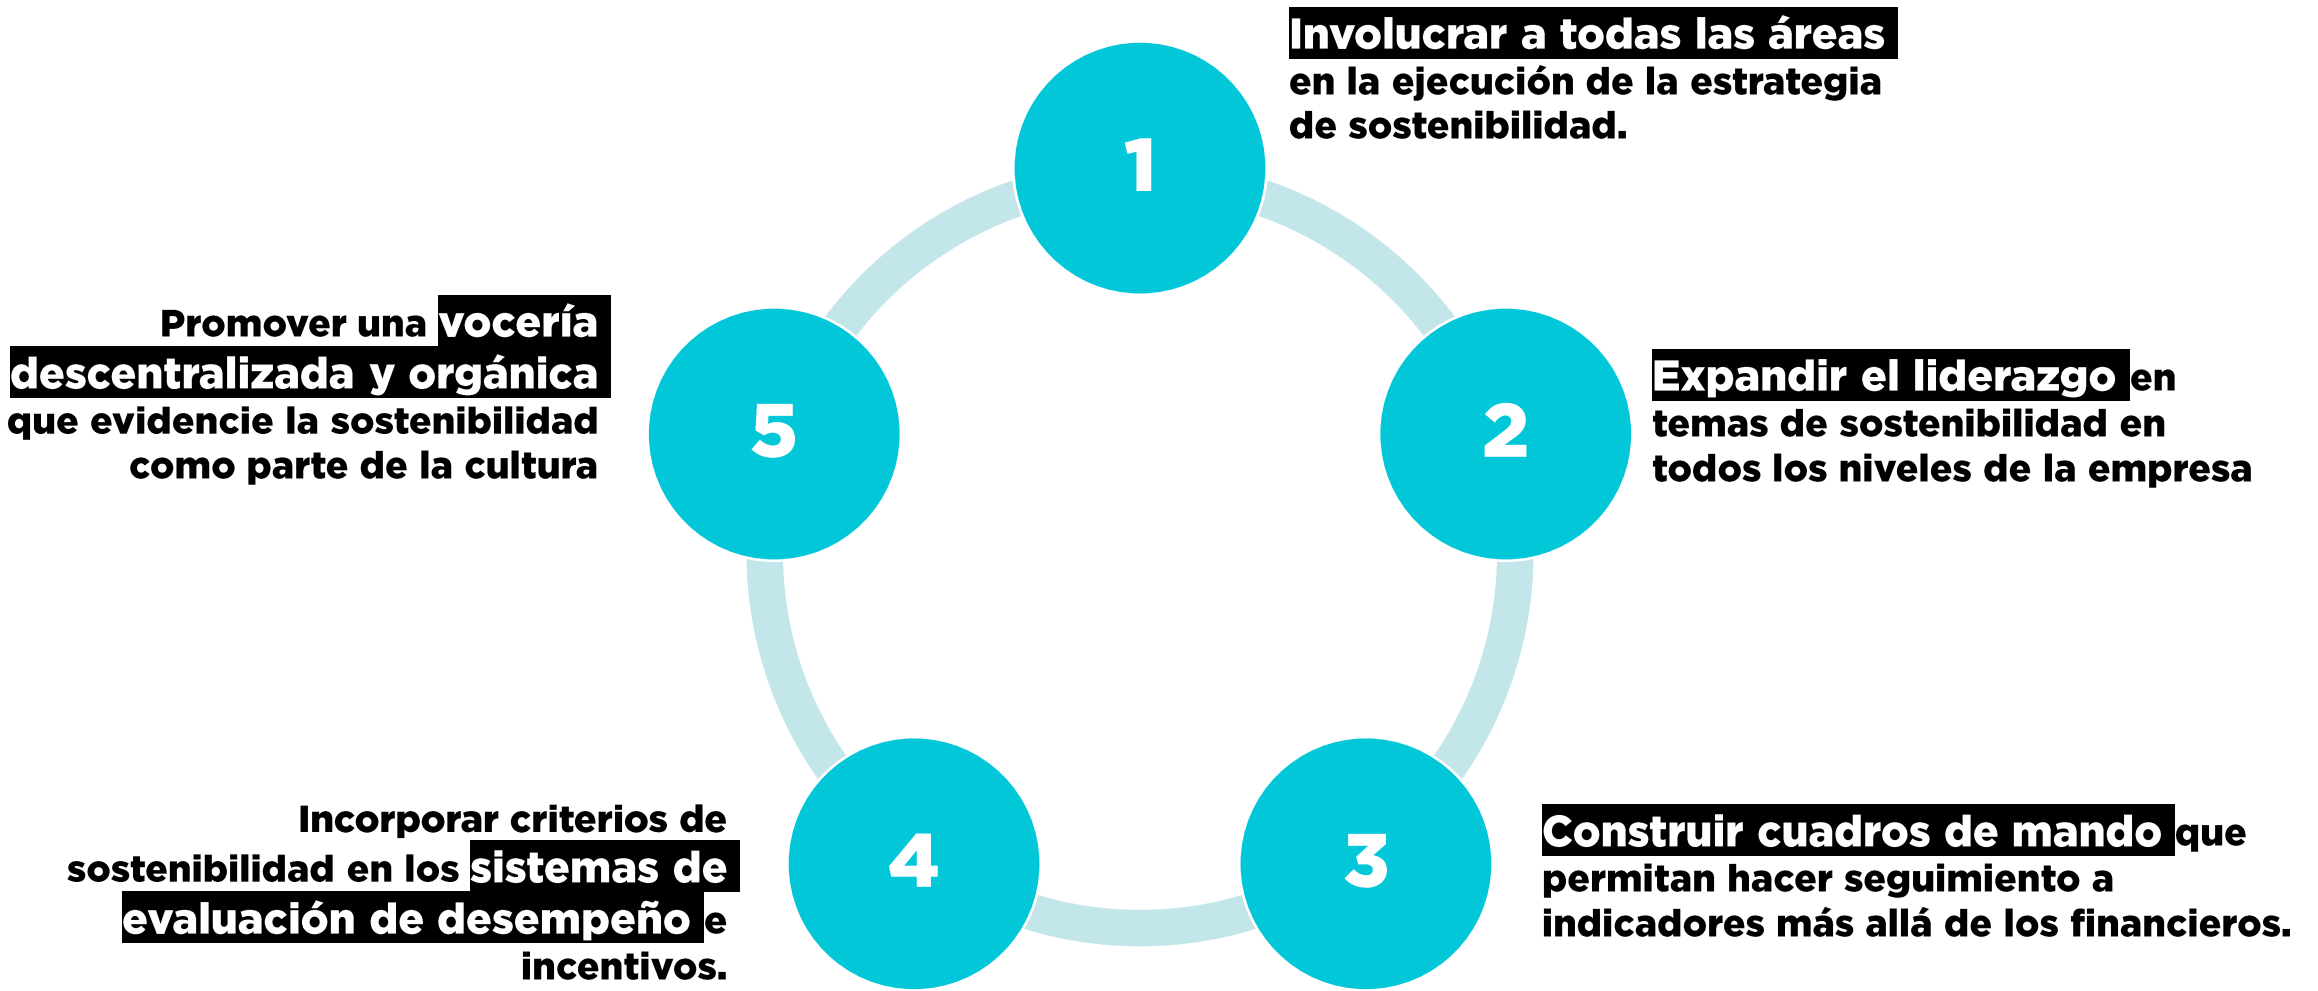 1
Involucrar a todas las áreas
en la ejecución de la estrategia
de sostenibilidad.
2
Expandir el liderazgo en
temas de sostenibilidad en
todos los niveles de la empresa
3
Construir cuadros de mando que
permitan hacer seguimiento a
indicadores más allá de los financieros.
4
Incorporar criterios de
sostenibilidad en los sistemas de
evaluación de desempeño e
incentivos.
5
Promover una vocería
descentralizada y orgánica
que evidencie la sostenibilidad
como parte de la cultura